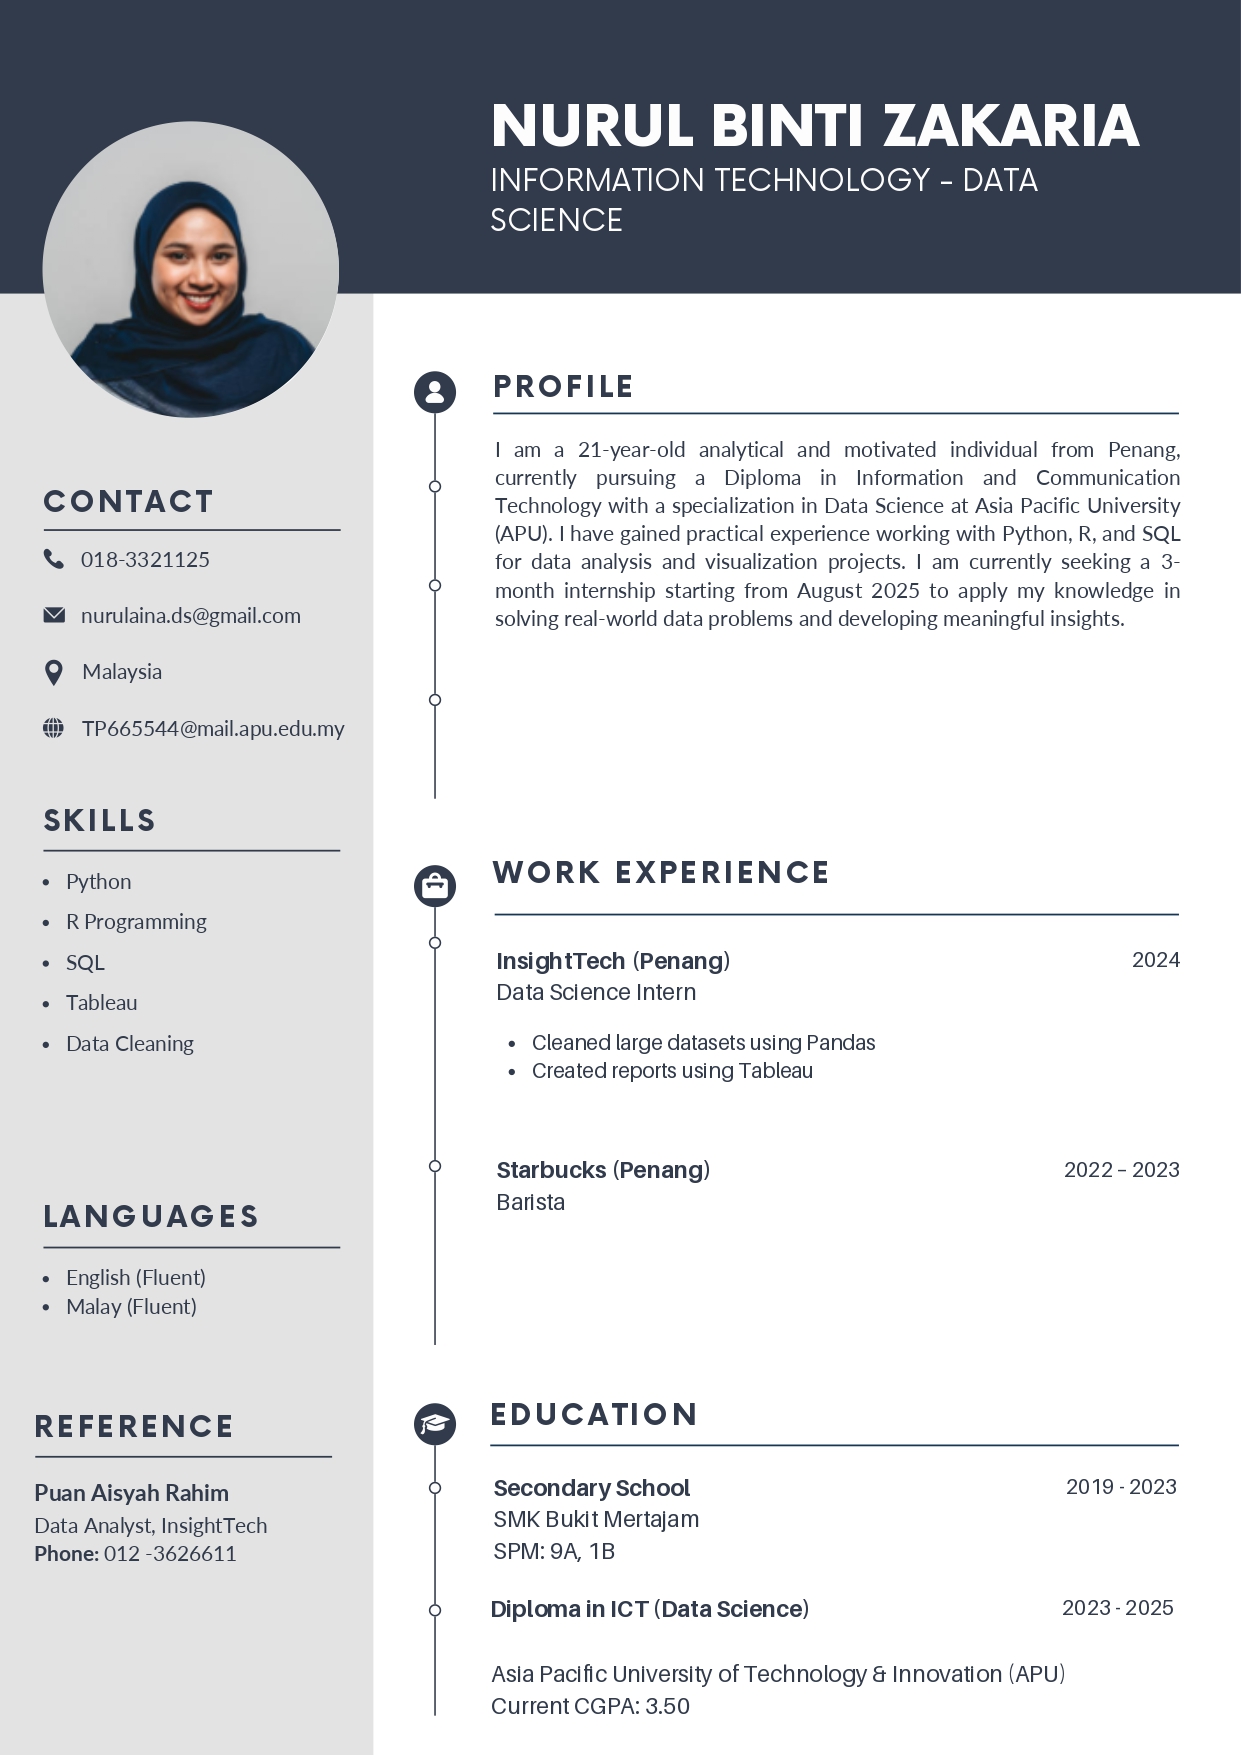 NURUL BINTI ZAKARIA
INFORMATION TECHNOLOGY – DATA
SCIENCE
CONTACT
018-3321125
nurulaina.ds@gmail.com
Malaysia
TP665544@mail.apu.edu.my
SKILLS
• Python
• R Programming
• SQL
• Tableau
• Data Cleaning
LANGUAGES
• English (Fluent)
• Malay (Fluent)
REFERENCE
Puan Aisyah Rahim
Data Analyst, InsightTech
Phone: 012 -3626611
PROFILE
I am a 21-year-old analytical and motivated individual from Penang,
currently pursuing a Diploma in Information and Communication
Technology with a specialization in Data Science at Asia Pacific University
(APU). I have gained practical experience working with Python, R, and SQL
for data analysis and visualization projects. I am currently seeking a 3-
month internship starting from August 2025 to apply my knowledge in
solving real-world data problems and developing meaningful insights.
WORK EXPERIENCE
InsightTech (Penang) 2024
Data Science Intern
• Cleaned large datasets using Pandas
• Created reports using Tableau
Starbucks (Penang) 2022 – 2023
Barista
EDUCATION
Secondary School 2019 - 2023
SMK Bukit Mertajam
SPM: 9A, 1B
Diploma in ICT (Data Science) 2023 - 2025
Asia Pacific University of Technology & Innovation (APU)
Current CGPA: 3.50